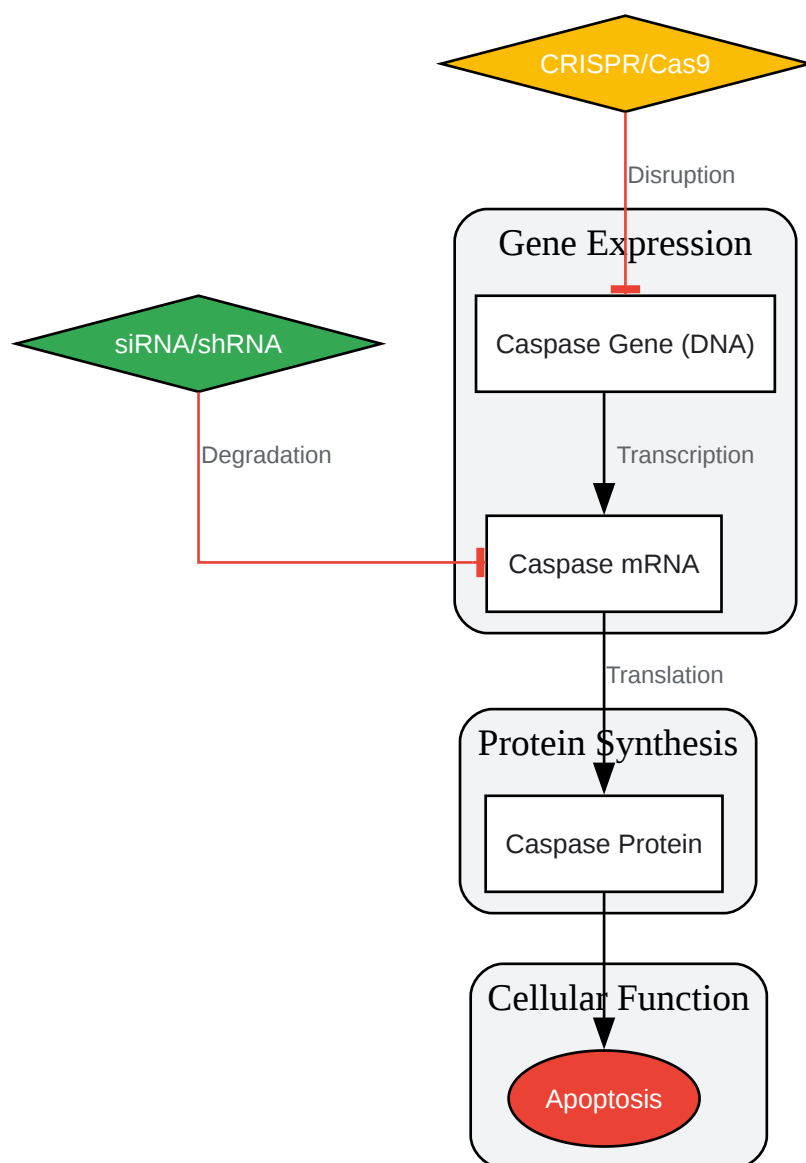 CRISPR/Cas9
Disruption
Gene Expression
siRNA/shRNA
Caspase Gene (DNA)
Degradation
Transcription
Caspase mRNA
Translation
Protein Synthesis
Caspase Protein
Cellular Function
Apoptosis